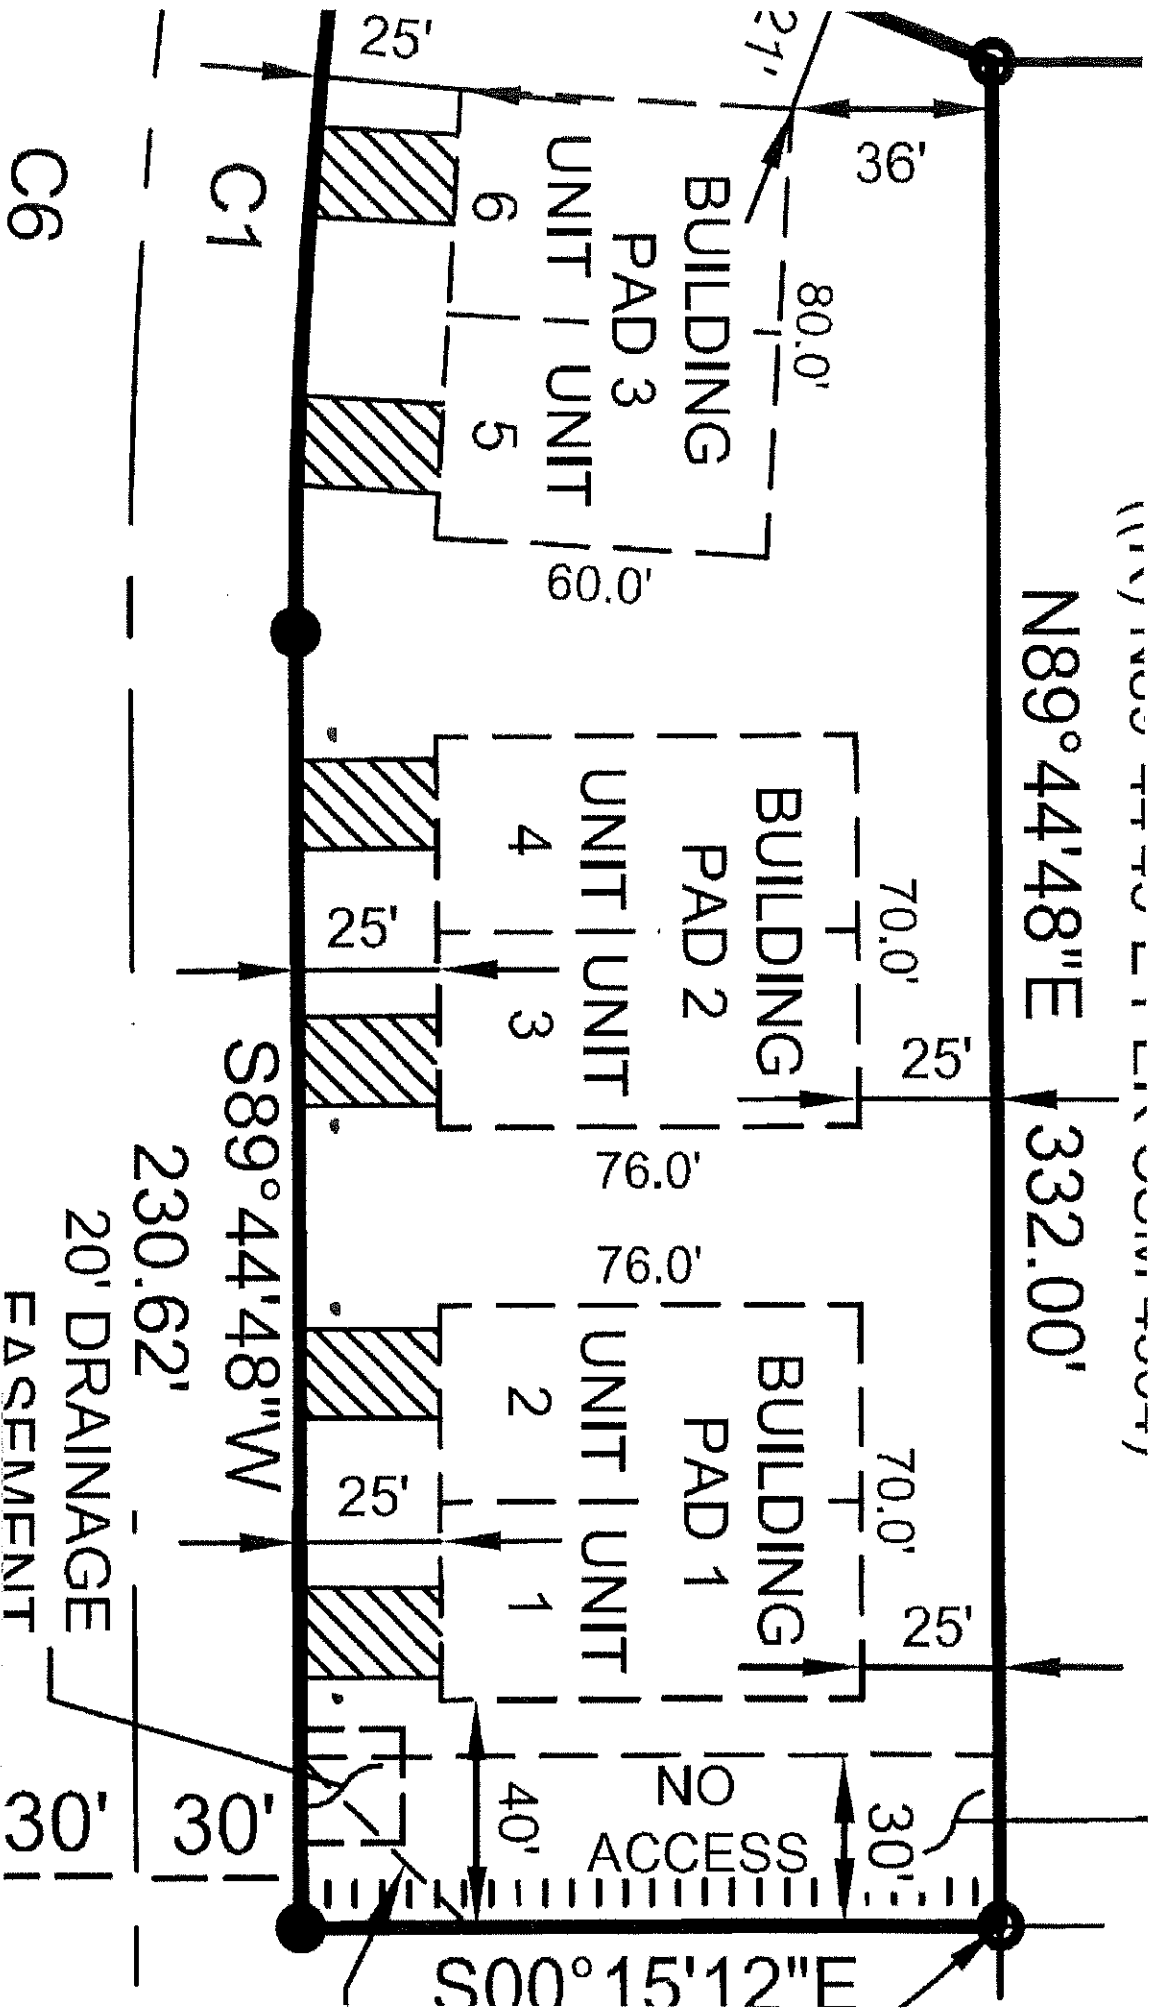 N89°44'48"E 332.00'
21'
36'
80.0'
25'
25'
70.0'
70.0'
BUILDING
PAD 3
UNIT
6
UNIT
5
60.0'
BUILDING
PAD 2
UNIT
4
UNIT
3
76.0'
76.0'
BUILDING
PAD 1
UNIT
2
UNIT
1
NO
ACCESS
30'
40'
25'
25'
25'
C1
S89°44'48"W
230.62'
C6
20' DRAINAGE
EASEMENT
30'
30'
S00°15'12"E